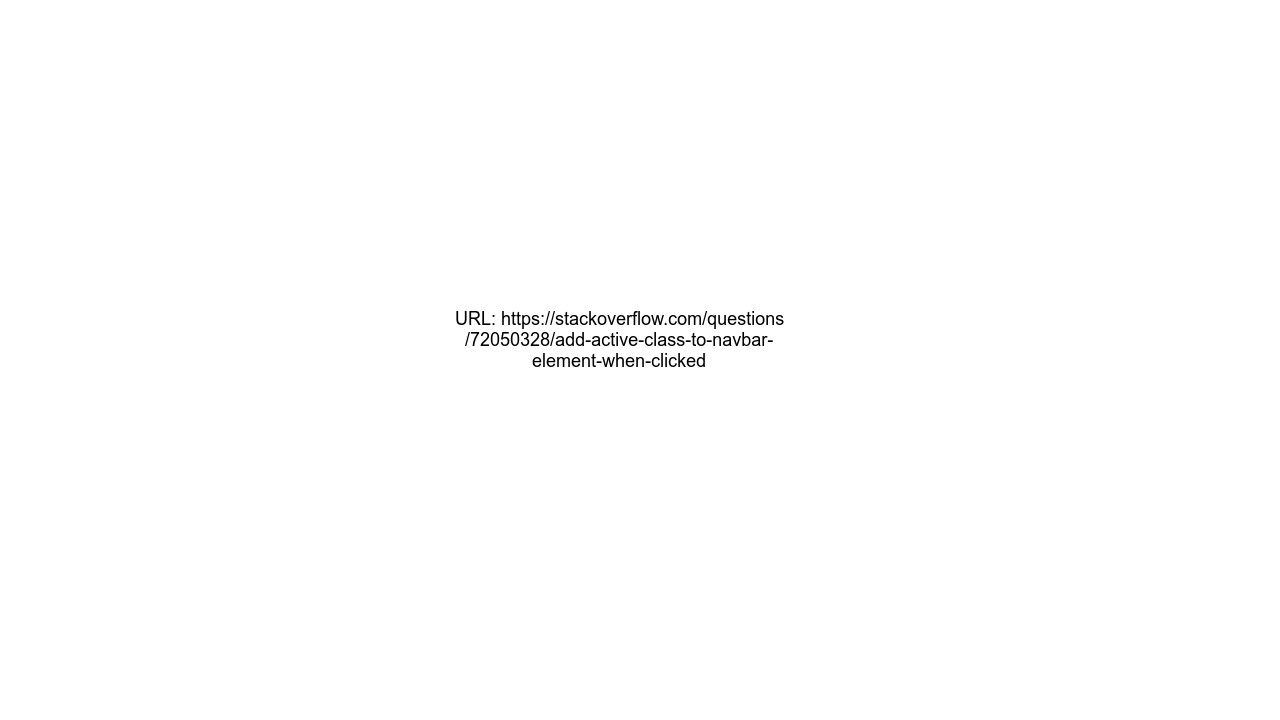 URL: https://stackoverflow.com/questions
/72050328/add-active-class-to-navbar-
element-when-clicked